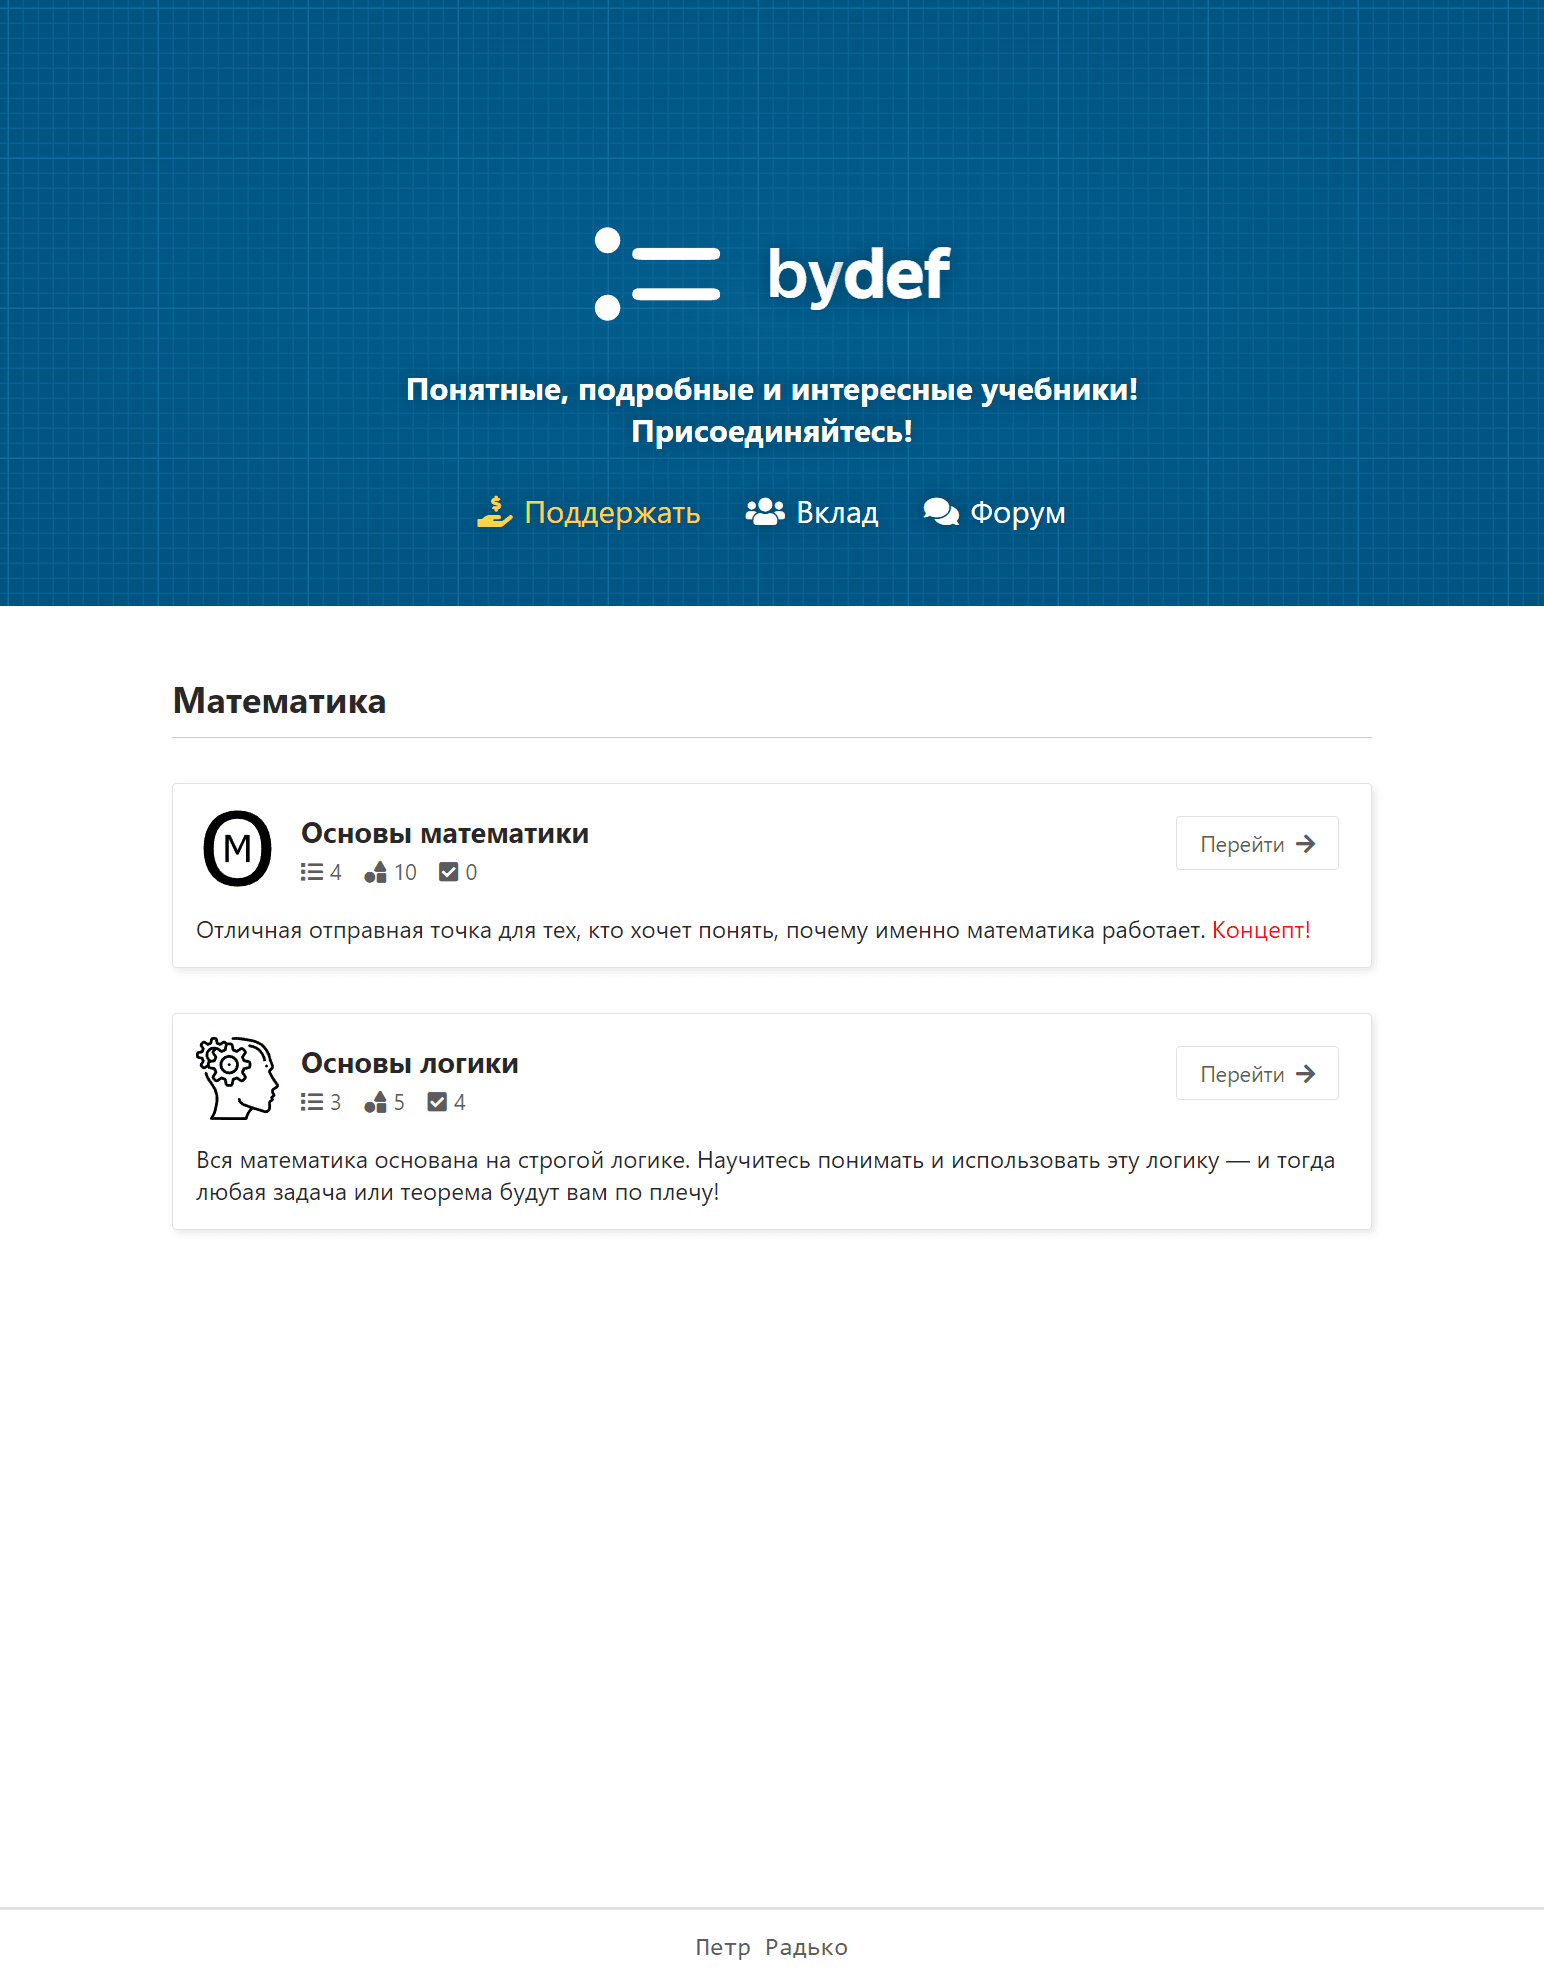 bydef
Понятные, подробные и интересные учебники!
Присоединяйтесь!
Поддержать Вклад Форум
Математика
М
Основы математики
4 10 0
Перейти
Отличная отправная точка для тех, кто хочет понять, почему именно математика работает. Концепт!
Основы логики
3 5 4
Перейти
Вся математика основана на строгой логике. Научитесь понимать и использовать эту логику — и тогда
любая задача или теорема будут вам по плечу!
Петр Радько